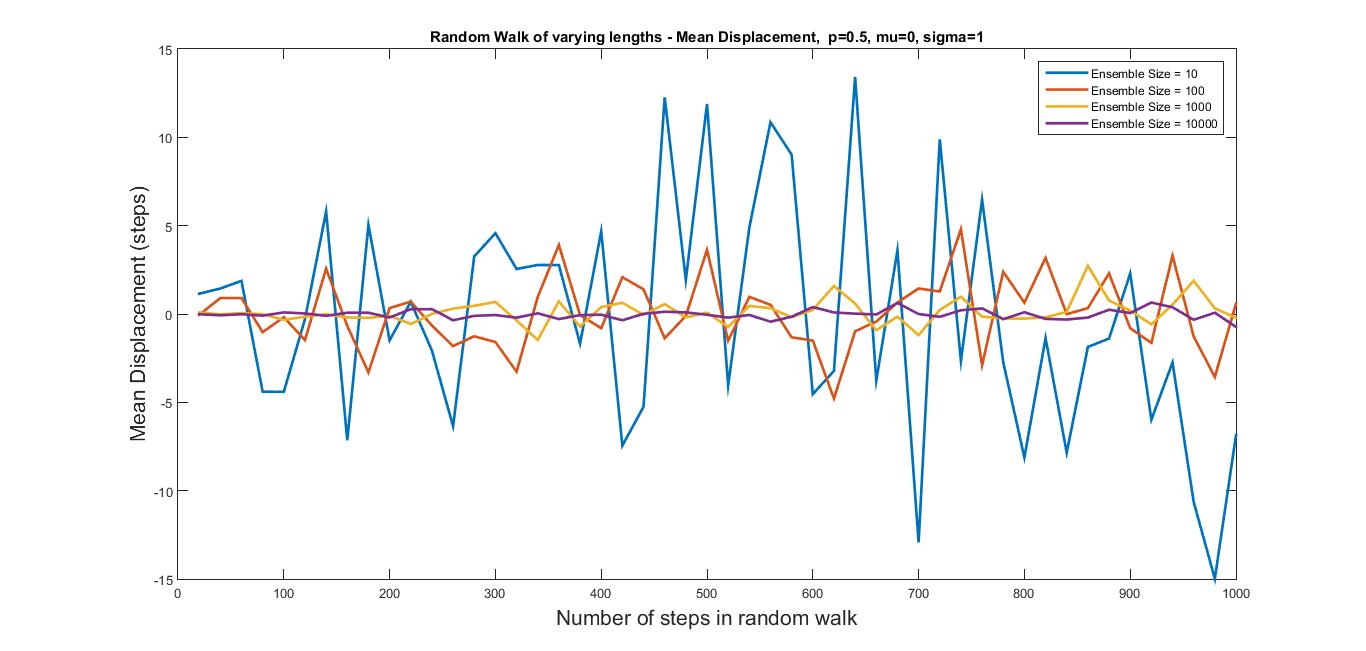 Random Walk of varying lengths - Mean Displacement,  p=0.5, mu=0, sigma=1
Ensemble Size = 10
Ensemble Size = 100
Ensemble Size = 1000
Ensemble Size = 10000
Mean Displacement (steps)
15
10
5
0
-5
-10
-15
0 100 200 300 400 500 600 700 800 900 1000
Number of steps in random walk